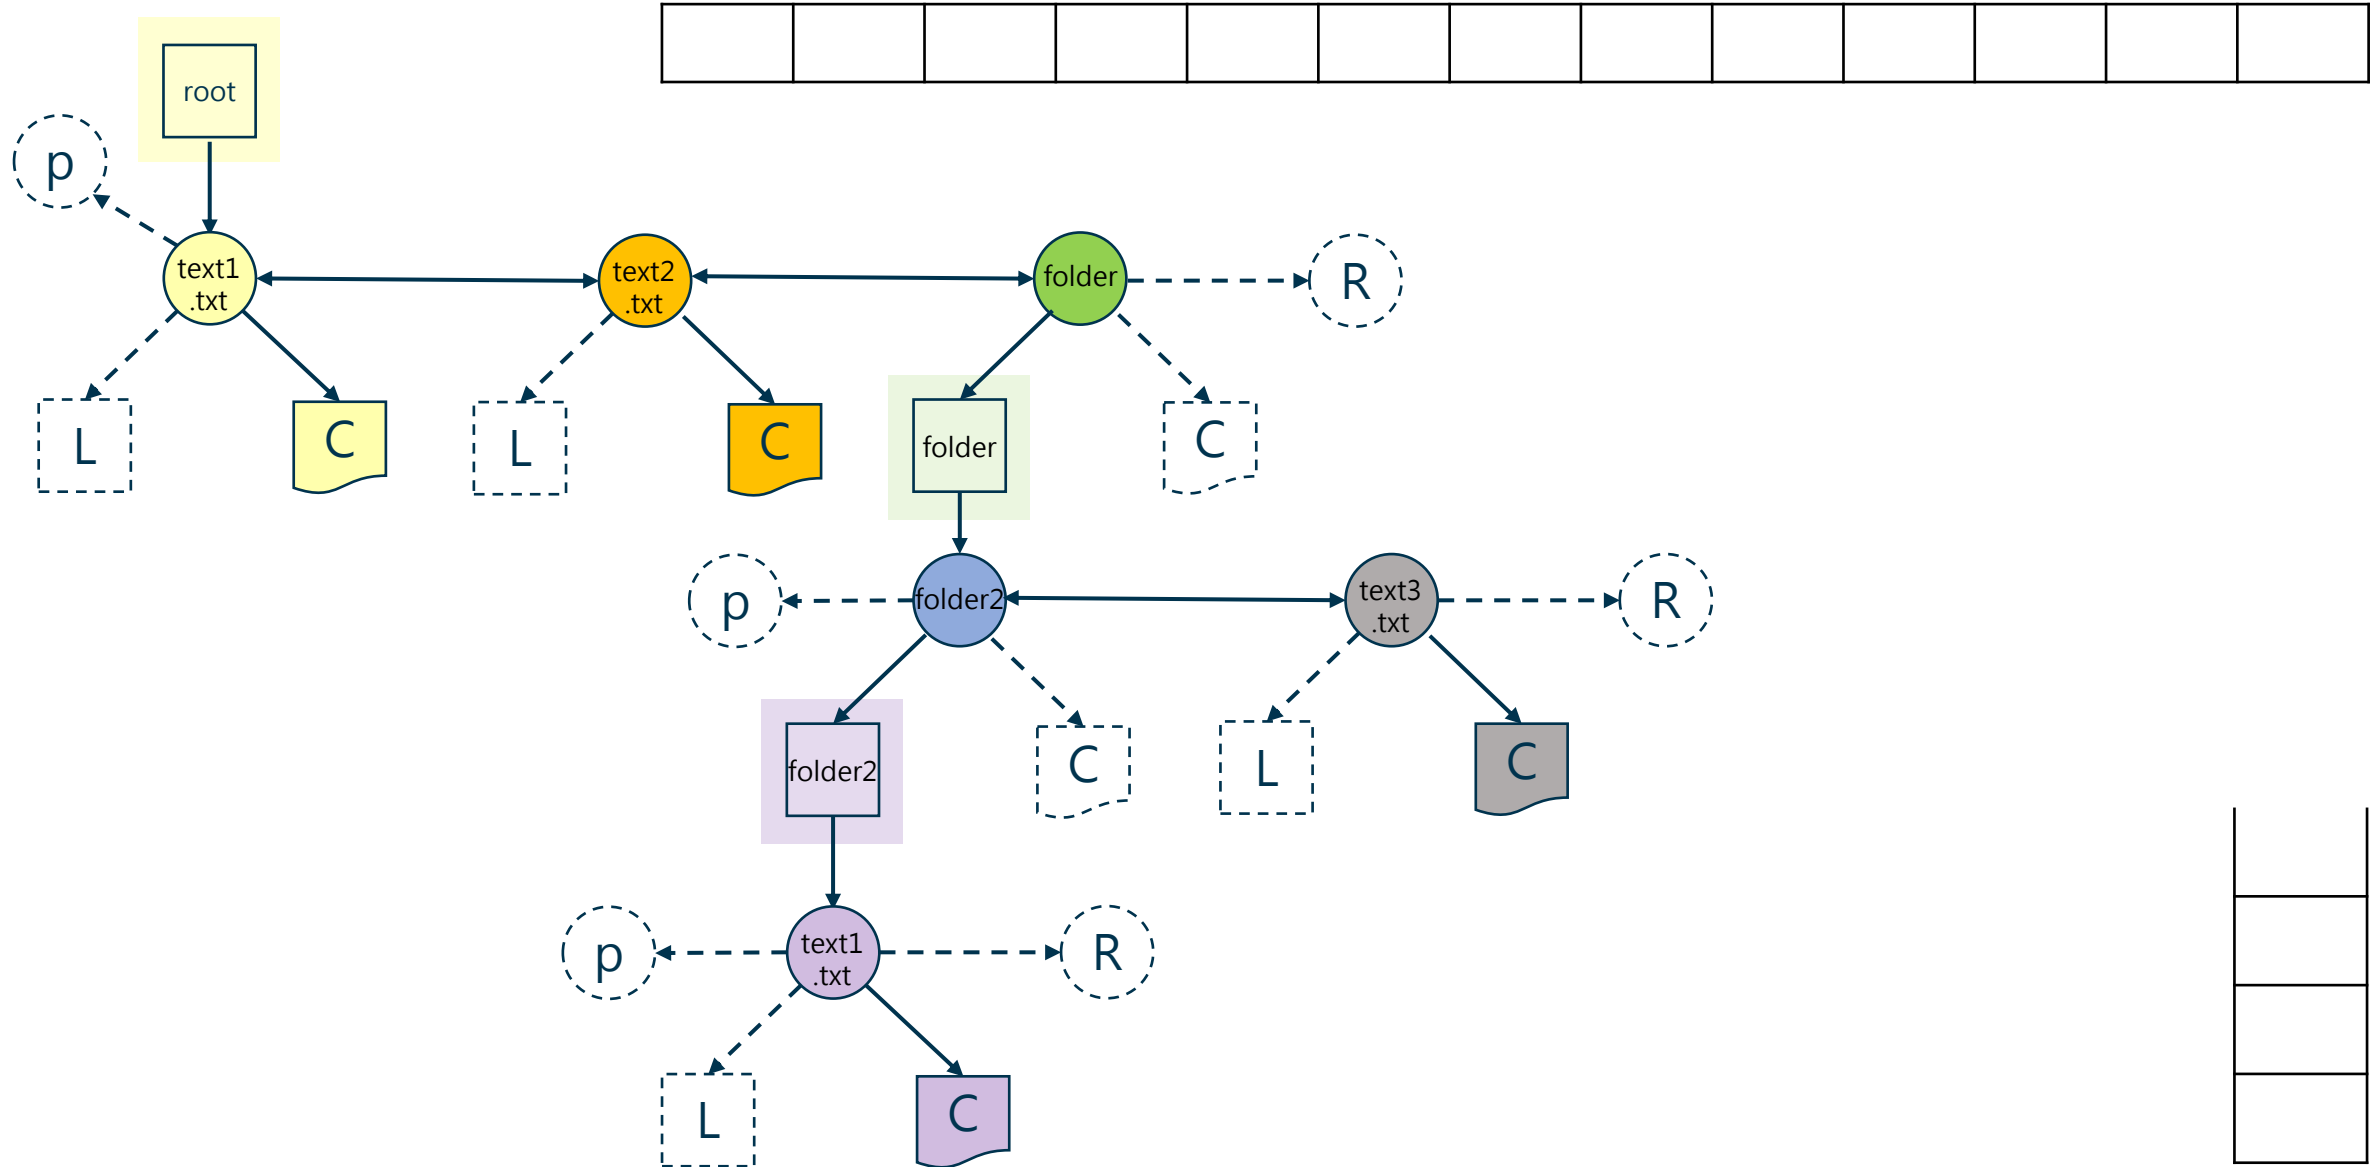 root
p
text1
.txt
text2
.txt
folder
R
L
C
L
C
folder
C
p
folder2
text3
.txt
R
folder2
C
L
C
p
text1
.txt
R
L
C